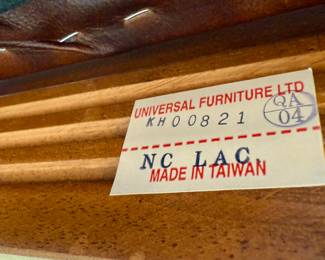 UNIVERSAL FURNITURE LTD
KH00821
QA
04
NC LAC.
MADE IN TAIWAN